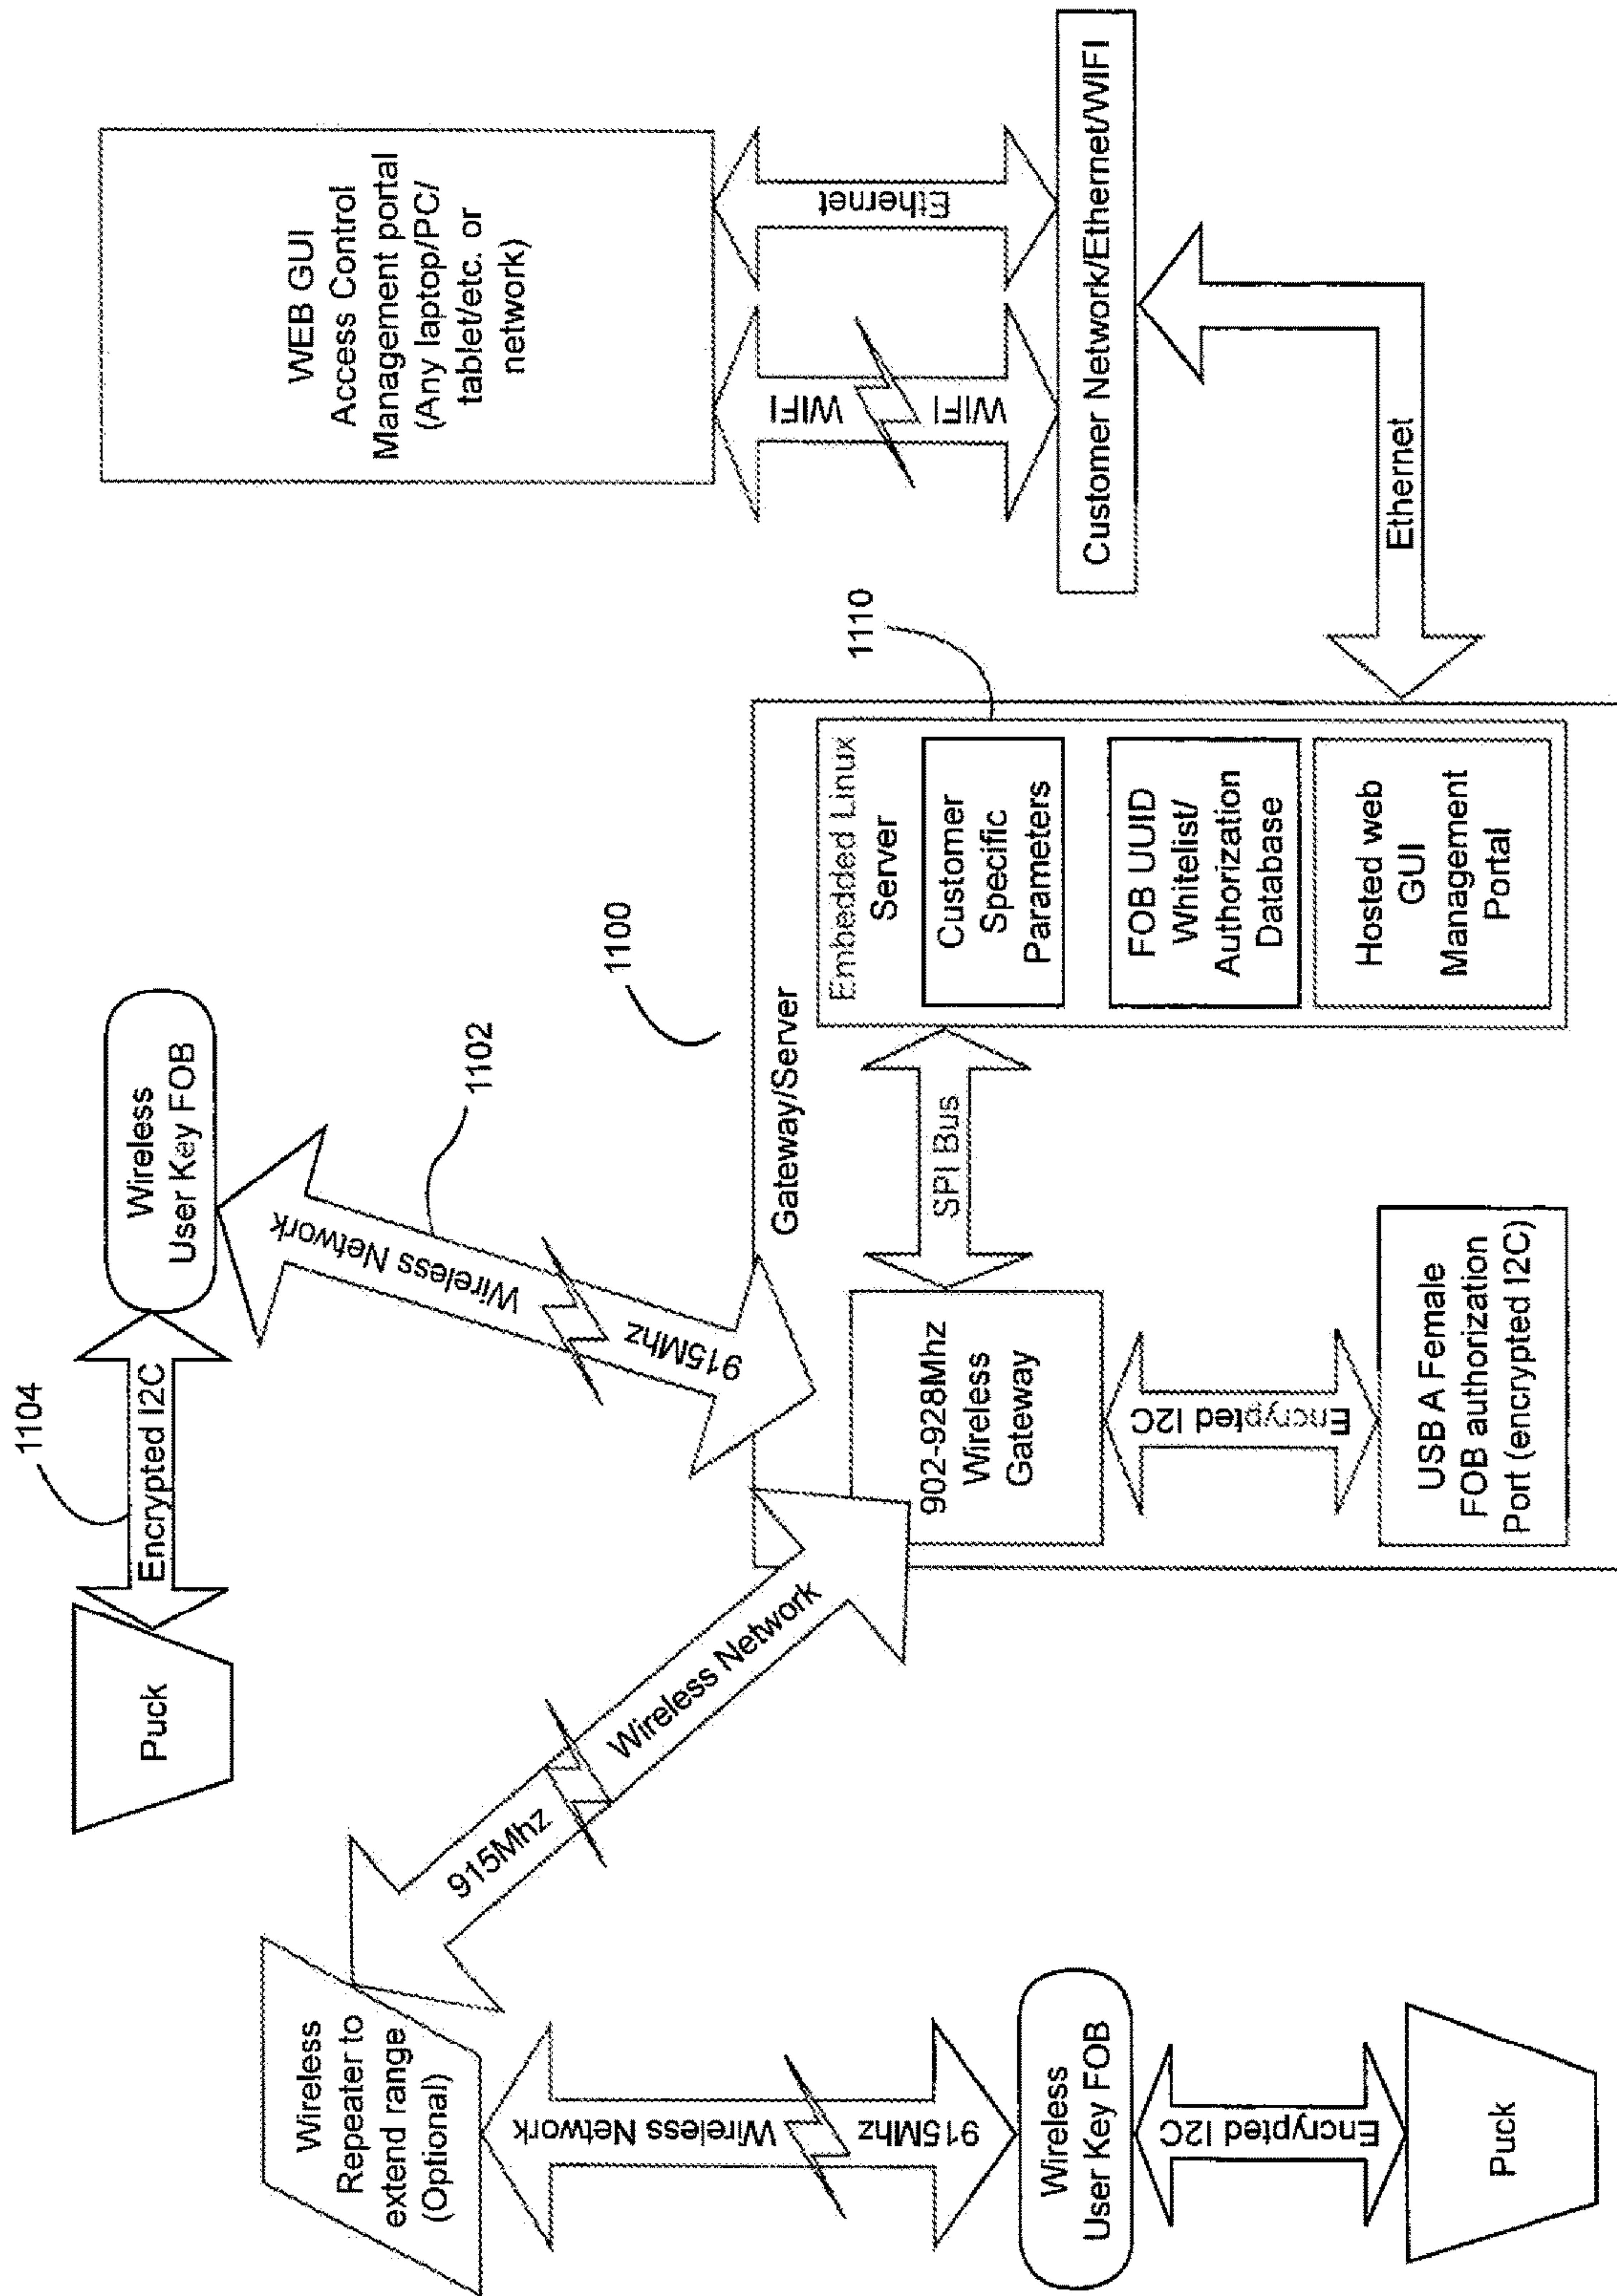 Puck
Encrypted I2C
1104
Wireless
User Key FOB
Wireless Network
915Mhz
1102
WEB GUI
Access Control
Management portal
(Any laptop/PC/
tablet/etc. or
network)
WIFI
WIFI
Ethernet
Customer Network/Ethernet/WIFI
Ethernet
Wireless
Repeater to
extend range
(Optional)
915Mhz
Wireless Network
Wireless Network
915Mhz
Wireless
User Key FOB
Encrypted I2C
Puck
1100
Gateway/Server
902-928Mhz
Wireless
Gateway
SPI Bus
Encrypted I2C
USB A Female
FOB authorization
Port (encrypted I2C)
1110
Embedded Linux
Server
Customer
Specific
Parameters
FOB UUID
Whitelist/
Authorization
Database
Hosted web
GUI
Management
Portal